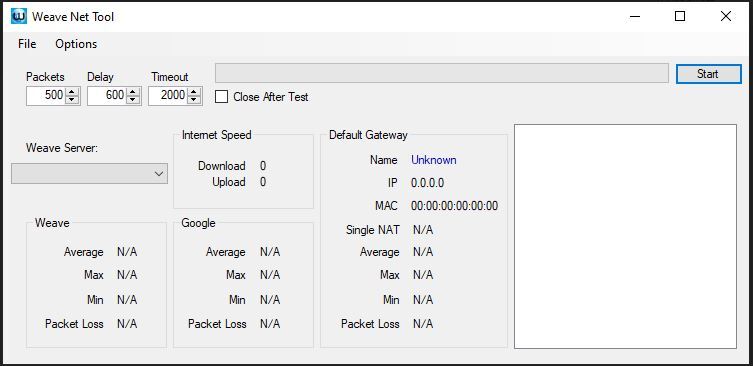 Weave Net Tool
File Options
Packets Delay Timeout
500 600 2000
Start
Close After Test
Weave Server:
Internet Speed
Download 0
Upload 0
Default Gateway
Name Unknown
IP 0.0.0.0
MAC 00:00:00:00:00:00
Single NAT N/A
Average N/A
Max N/A
Min N/A
Packet Loss N/A
Weave
Average N/A
Max N/A
Min N/A
Packet Loss N/A
Google
Average N/A
Max N/A
Min N/A
Packet Loss N/A